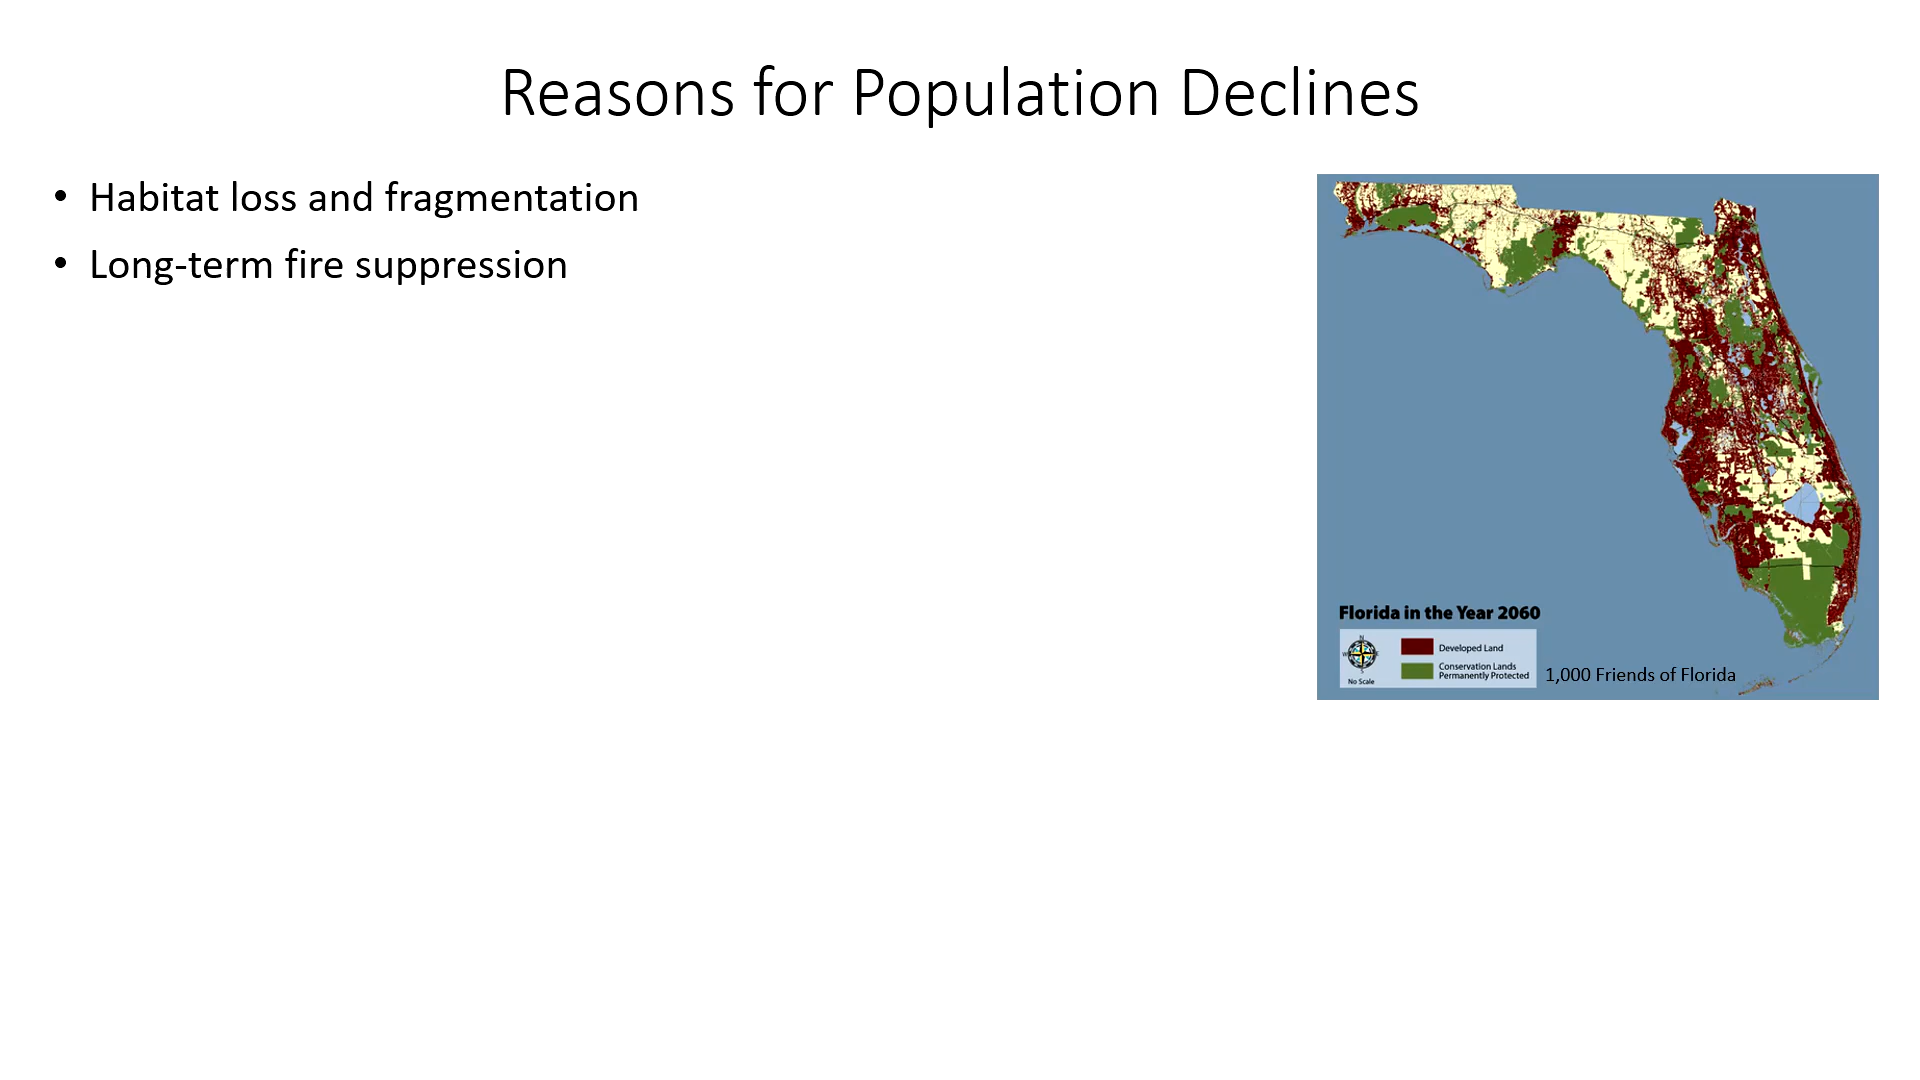 Reasons for Population Declines
• Habitat loss and fragmentation
• Long-term fire suppression
Florida in the Year 2060
N
W
E
S
No Scale
Developed Land
Conservation Lands
Permanently Protected
1,000 Friends of Florida